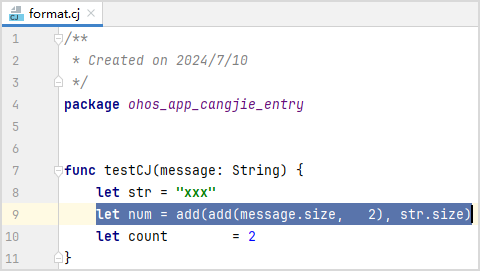 CJ format.cj ×
1 /**
2  * Created on 2024/7/10
3  */
4 package ohos_app_cangjie_entry
5
6
7 func testCJ(message: String) {
8     let str = "xxx"
9     let num = add(add(message.size,   2), str.size)
10     let count        = 2
11 }